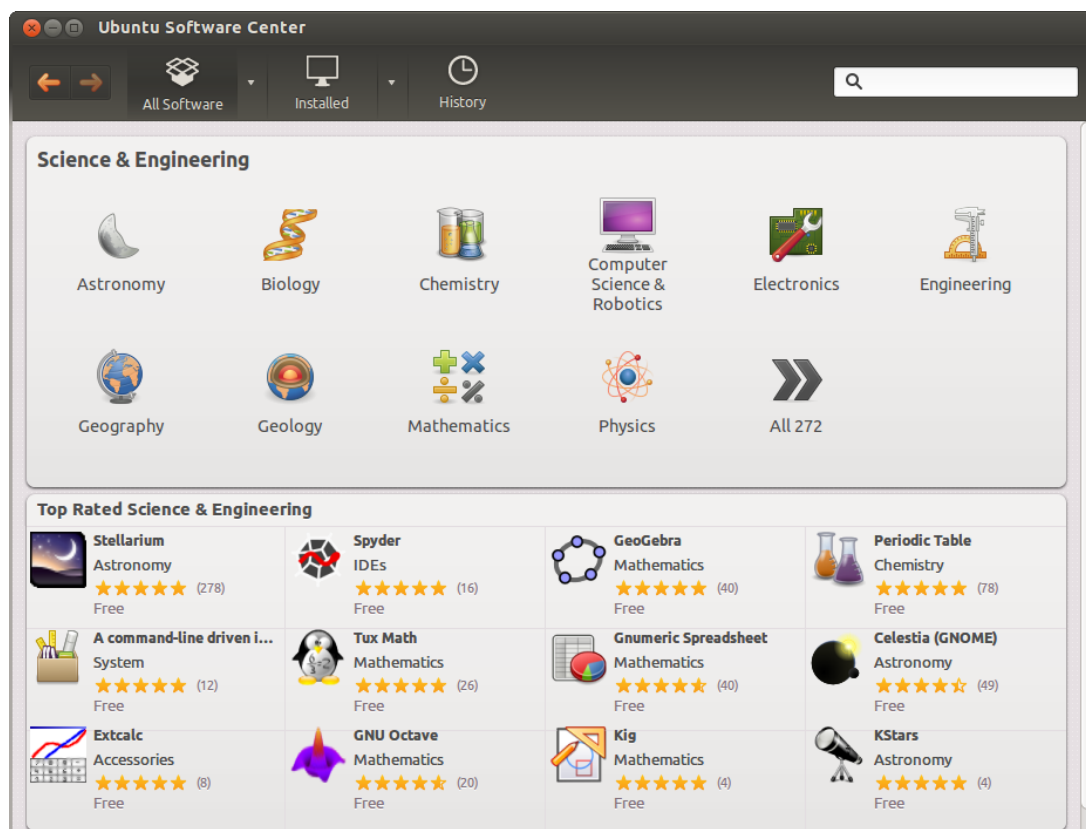 Ubuntu Software Center
All Software
Installed
History
Science & Engineering
Astronomy
Biology
Chemistry
Computer
Science &
Robotics
Electronics
Engineering
Geography
Geology
Mathematics
Physics
All 272
Top Rated Science & Engineering
Stellarium
Astronomy
(278)
Free
Spyder
IDEs
(16)
Free
GeoGebra
Mathematics
(40)
Free
Periodic Table
Chemistry
(78)
Free
A command-line driven i...
System
(12)
Free
Tux Math
Mathematics
(26)
Free
Gnumeric Spreadsheet
Mathematics
(40)
Free
Celestia (GNOME)
Astronomy
(49)
Free
Extcalc
Accessories
(8)
Free
GNU Octave
Mathematics
(20)
Free
Kig
Mathematics
(4)
Free
KStars
Astronomy
(4)
Free